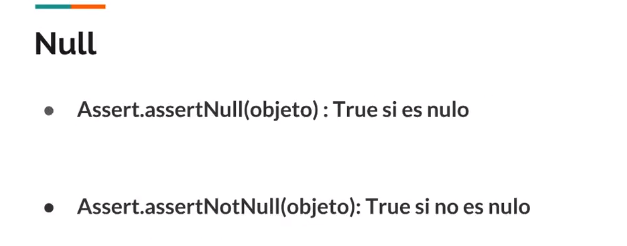 Null
● Assert.assertNull(objeto) : True si es nulo
● Assert.assertNotNull(objeto): True si no es nulo